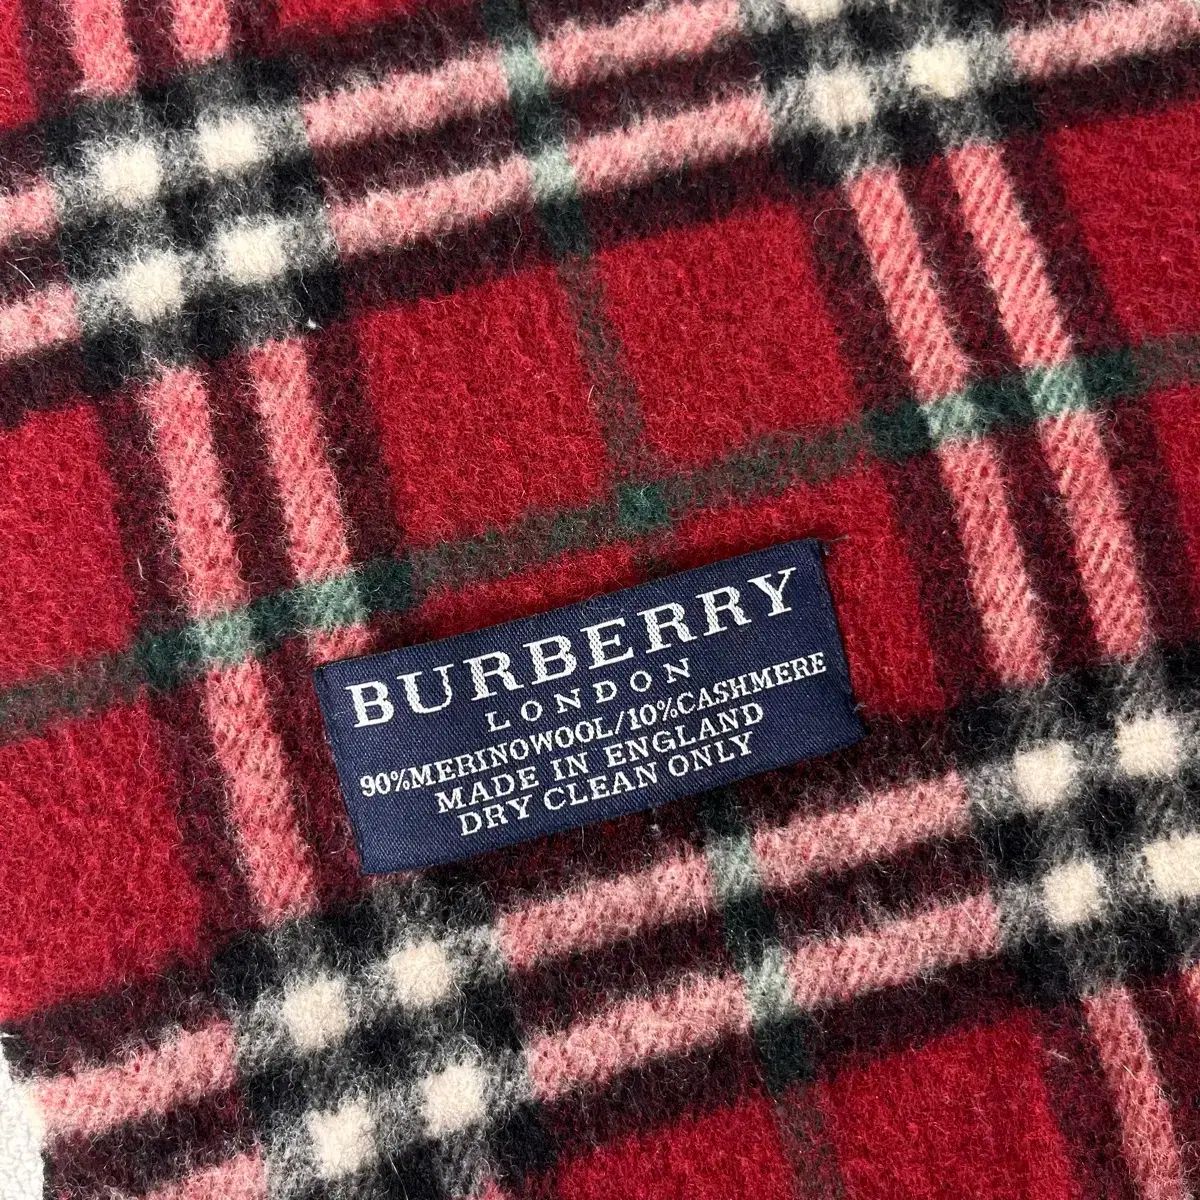 BURBERRY
LONDON
90%MERINOWOOL/10%CASHMERE
MADE IN ENGLAND
DRY CLEAN ONLY